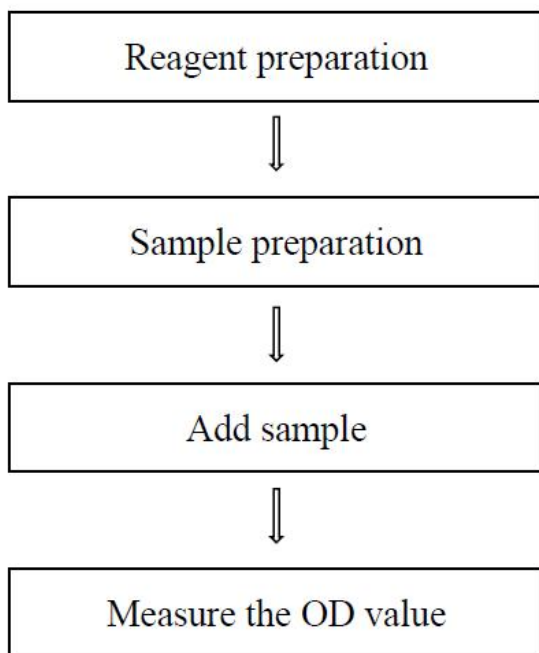 Reagent preparation
Sample preparation
Add sample
Measure the OD value